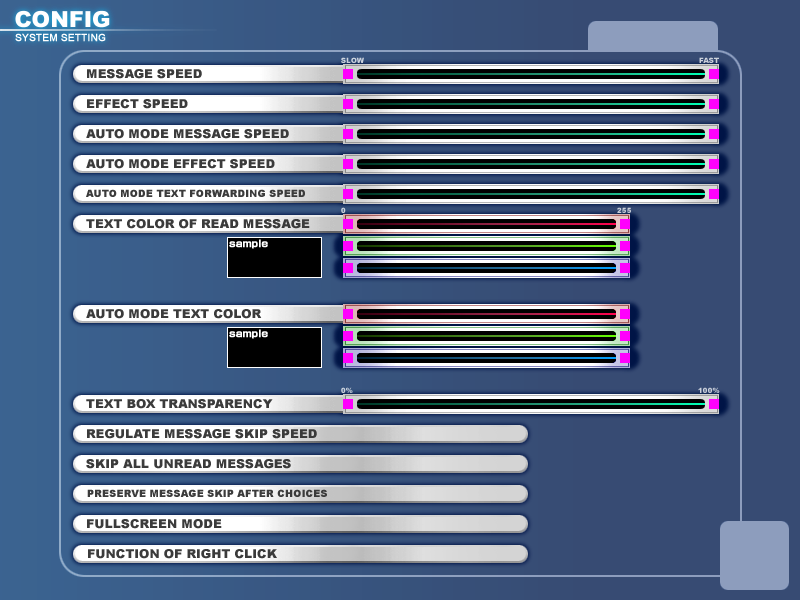 CONFIG
SYSTEM SETTING
SLOW FAST
MESSAGE SPEED
EFFECT SPEED
AUTO MODE MESSAGE SPEED
AUTO MODE EFFECT SPEED
AUTO MODE TEXT FORWARDING SPEED
0 255
TEXT COLOR OF READ MESSAGE
sample
AUTO MODE TEXT COLOR
sample
0% 100%
TEXT BOX TRANSPARENCY
REGULATE MESSAGE SKIP SPEED
SKIP ALL UNREAD MESSAGES
PRESERVE MESSAGE SKIP AFTER CHOICES
FULLSCREEN MODE
FUNCTION OF RIGHT CLICK